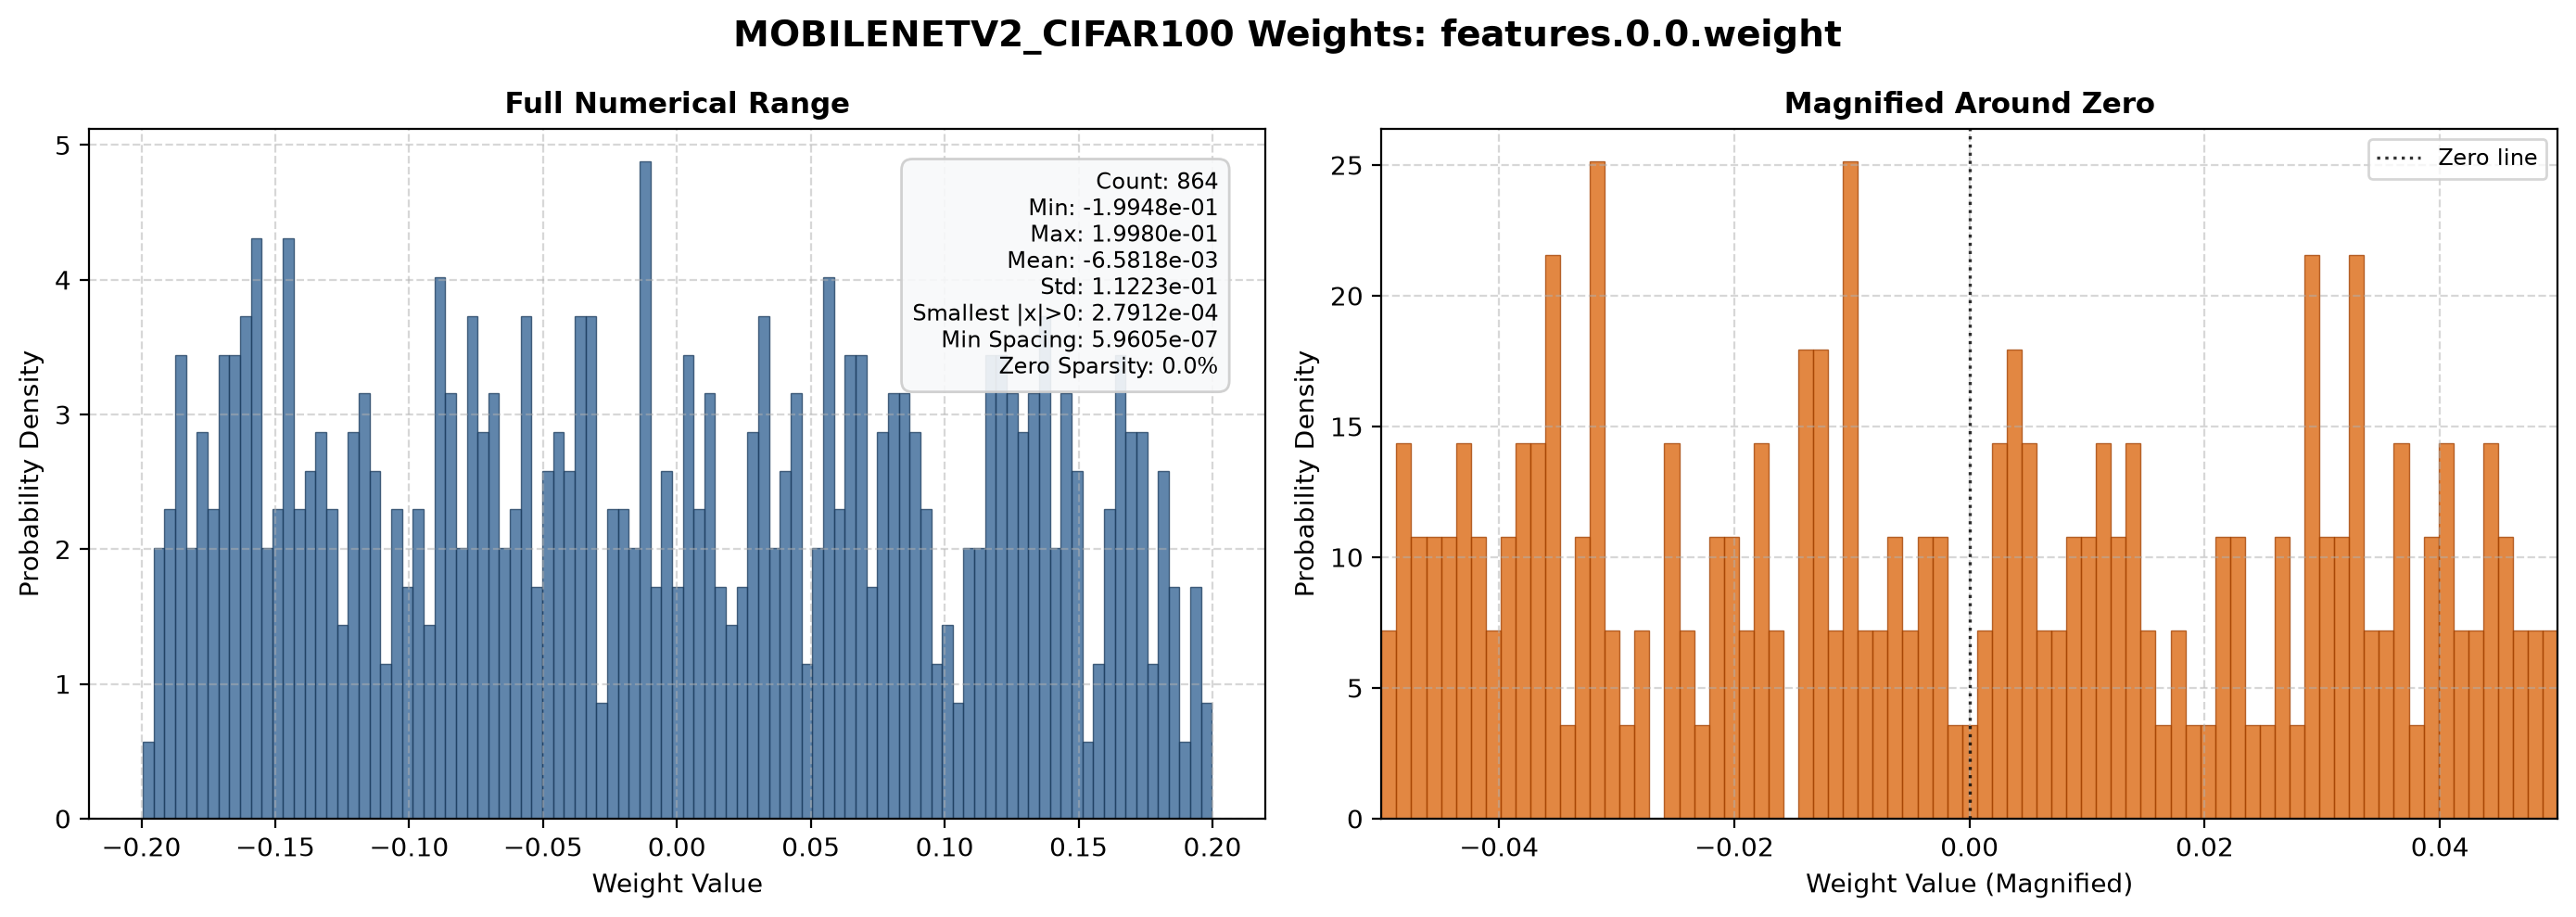 MOBILENETV2_CIFAR100 Weights: features.0.0.weight
Full Numerical Range
Probability Density
5
4
3
2
1
0
Count: 864
Min: -1.9948e-01
Max: 1.9980e-01
Mean: -6.5818e-03
Std: 1.1223e-01
Smallest |x|>0: 2.7912e-04
Min Spacing: 5.9605e-07
Zero Sparsity: 0.0%
−0.20 −0.15 −0.10 −0.05 0.00 0.05 0.10 0.15 0.20
Weight Value
Magnified Around Zero
Probability Density
25
20
15
10
5
0
Zero line
−0.04 −0.02 0.00 0.02 0.04
Weight Value (Magnified)